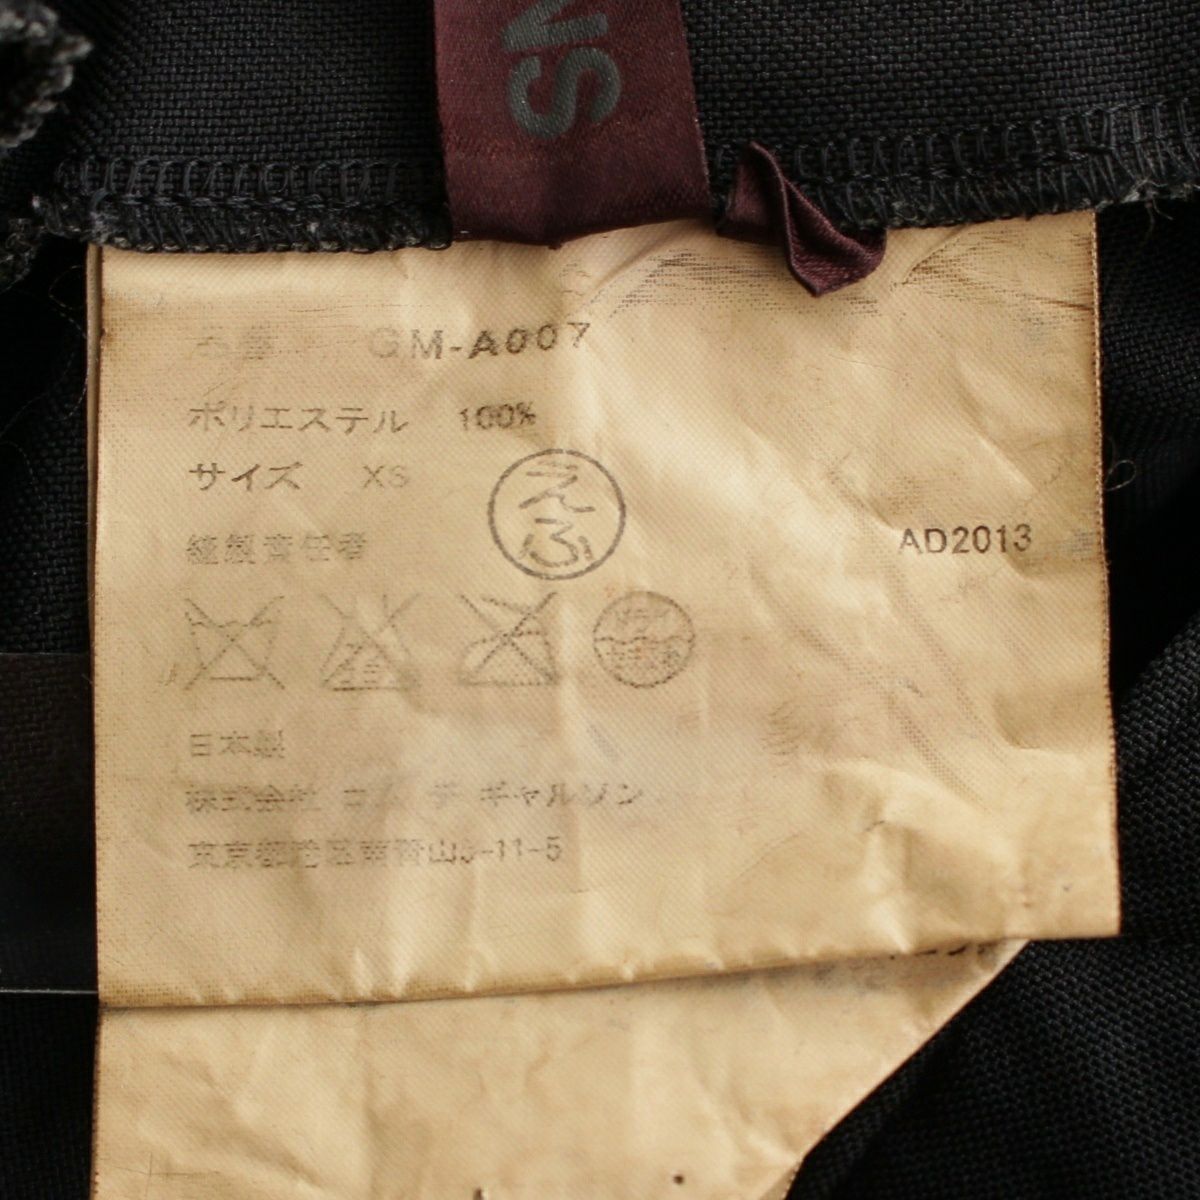 GM-A007
ポリエステル 100%
サイズ XS
えふ
縫製責任者
AD2013
日本製
株式会社 コム デ ギャルソン
東京都港区南青山5-11-5